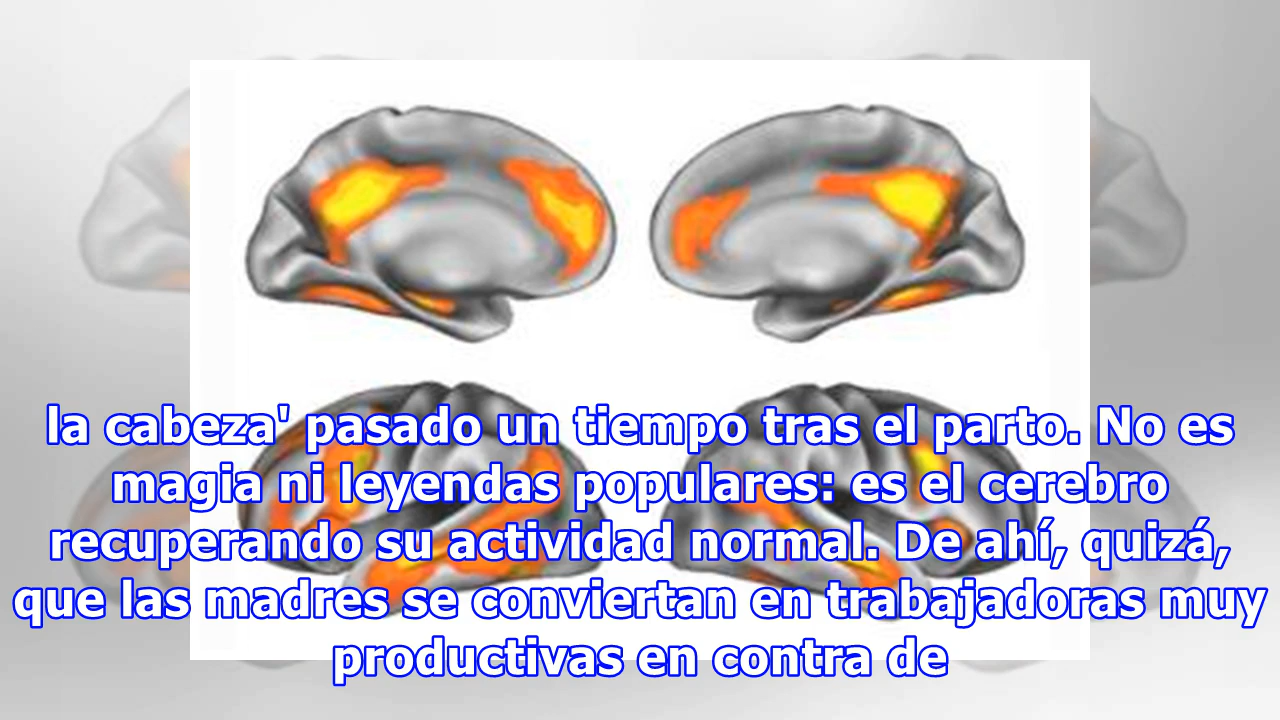 la cabeza' pasado un tiempo tras el parto. No es
magia ni leyendas populares: es el cerebro
recuperando su actividad normal. De ahí, quizá,
que las madres se conviertan en trabajadoras muy
productivas en contra de